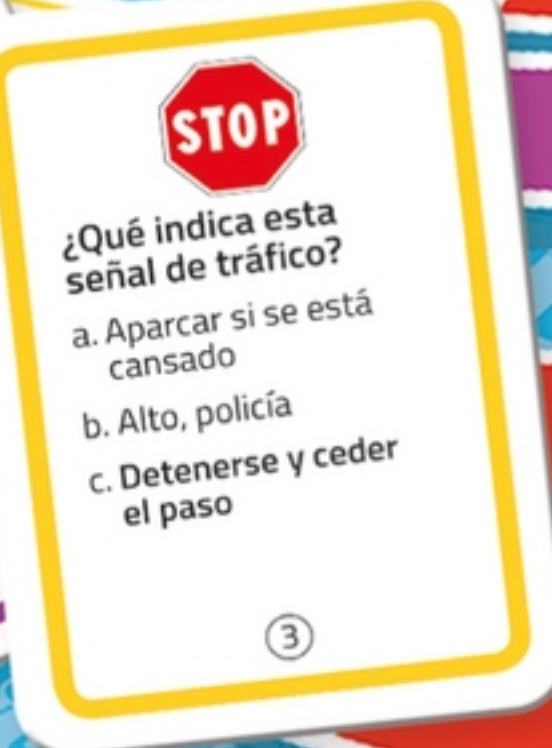 STOP
¿Qué indica esta
señal de tráfico?
a. Aparcar si se está
cansado
b. Alto, policía
c. Detenerse y ceder
el paso
3